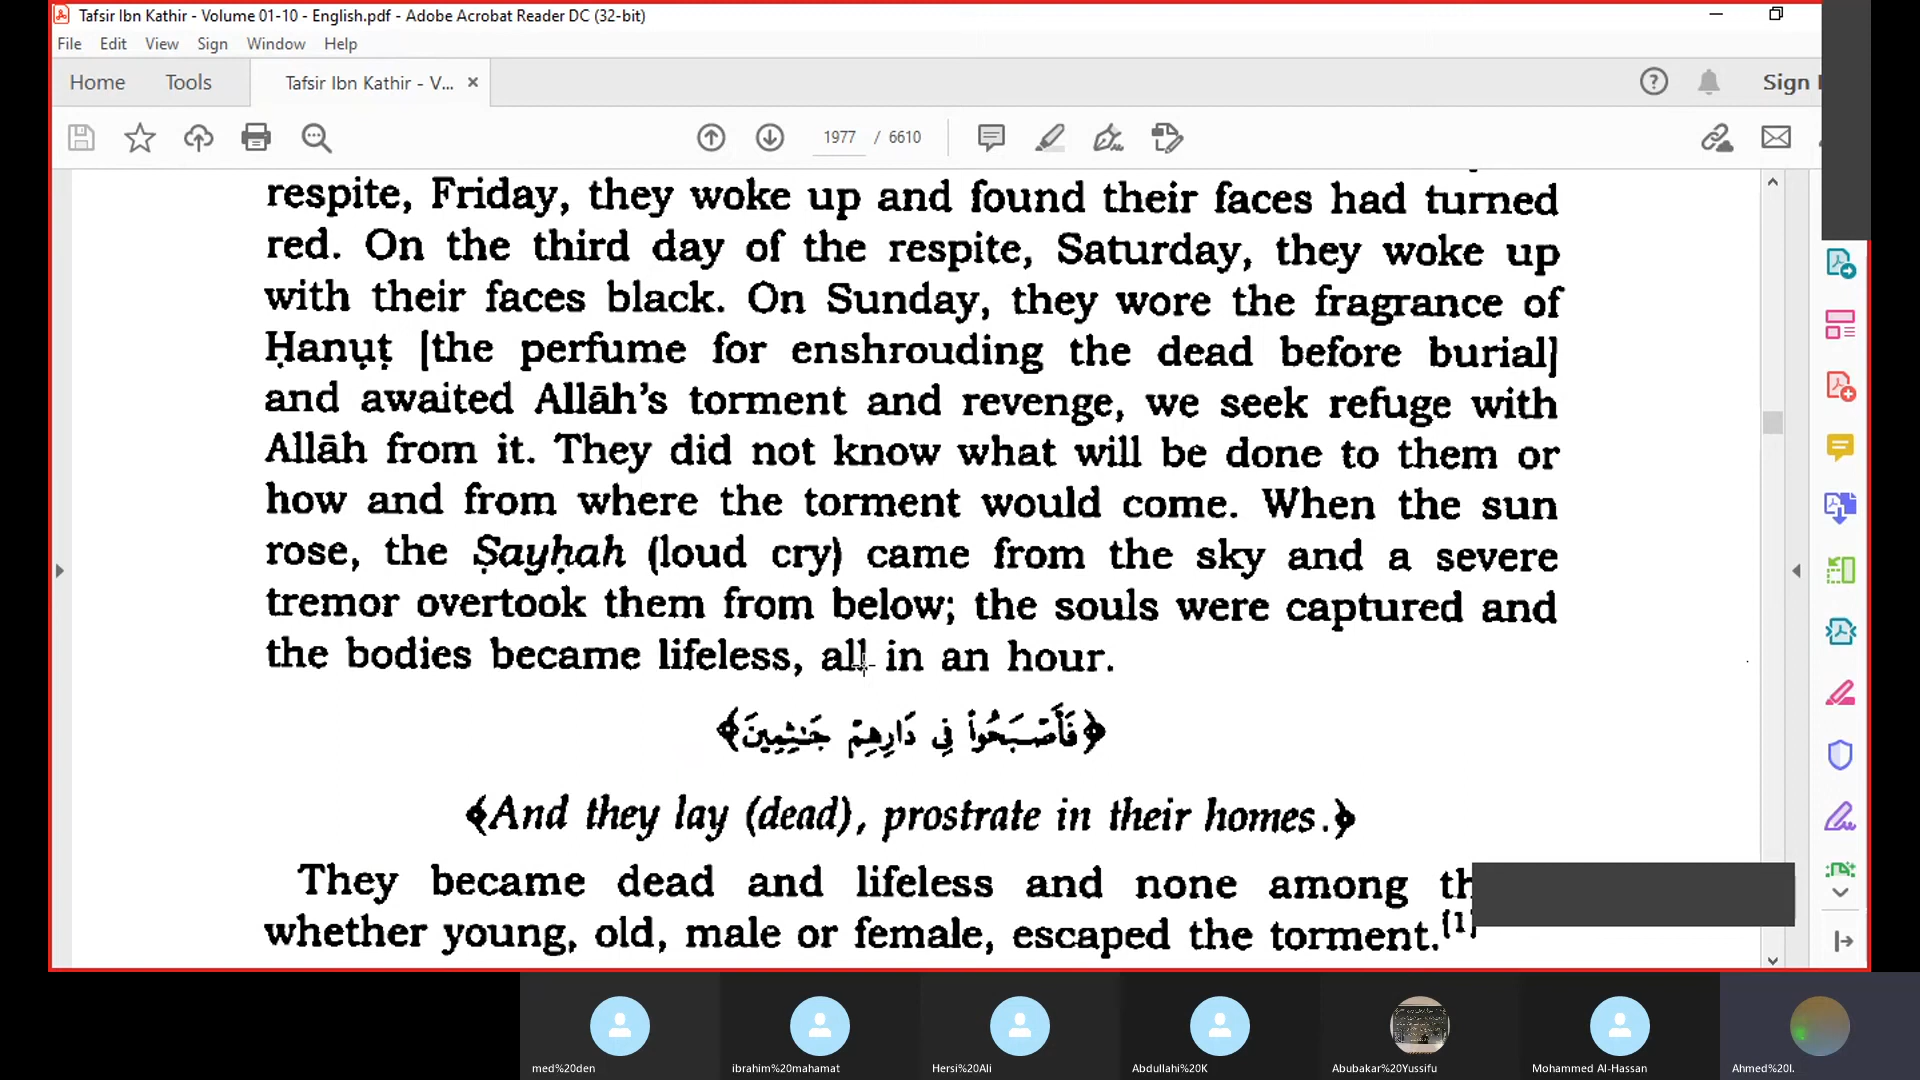 Tafsir Ibn Kathir - Volume 01-10 - English.pdf - Adobe Acrobat Reader DC (32-bit)
File Edit View Sign Window Help
Home Tools Tafsir Ibn Kathir - V... × Sign
1977 / 6610
respite, Friday, they woke up and found their faces had turned
red. On the third day of the respite, Saturday, they woke up
with their faces black. On Sunday, they wore the fragrance of
Ḥanụṭ [the perfume for enshrouding the dead before burial]
and awaited Allāh's torment and revenge, we seek refuge with
Allāh from it. They did not know what will be done to them or
how and from where the torment would come. When the sun
rose, the Ṣayḥah (loud cry) came from the sky and a severe
tremor overtook them from below; the souls were captured and
the bodies became lifeless, all in an hour.
﴿فَأَصْبَحُواْ فِى دَارِهِمْ جَٰثِمِينَ﴾
﴾And they lay (dead), prostrate in their homes.﴿
They became dead and lifeless and none among
whether young, old, male or female, escaped the torment.[1]
med%20den ibrahim%20mahamat Hersi%20Ali Abdullahi%20K Abubakar%20Yussifu Mohammed Al-Hassan Ahmed%20I.